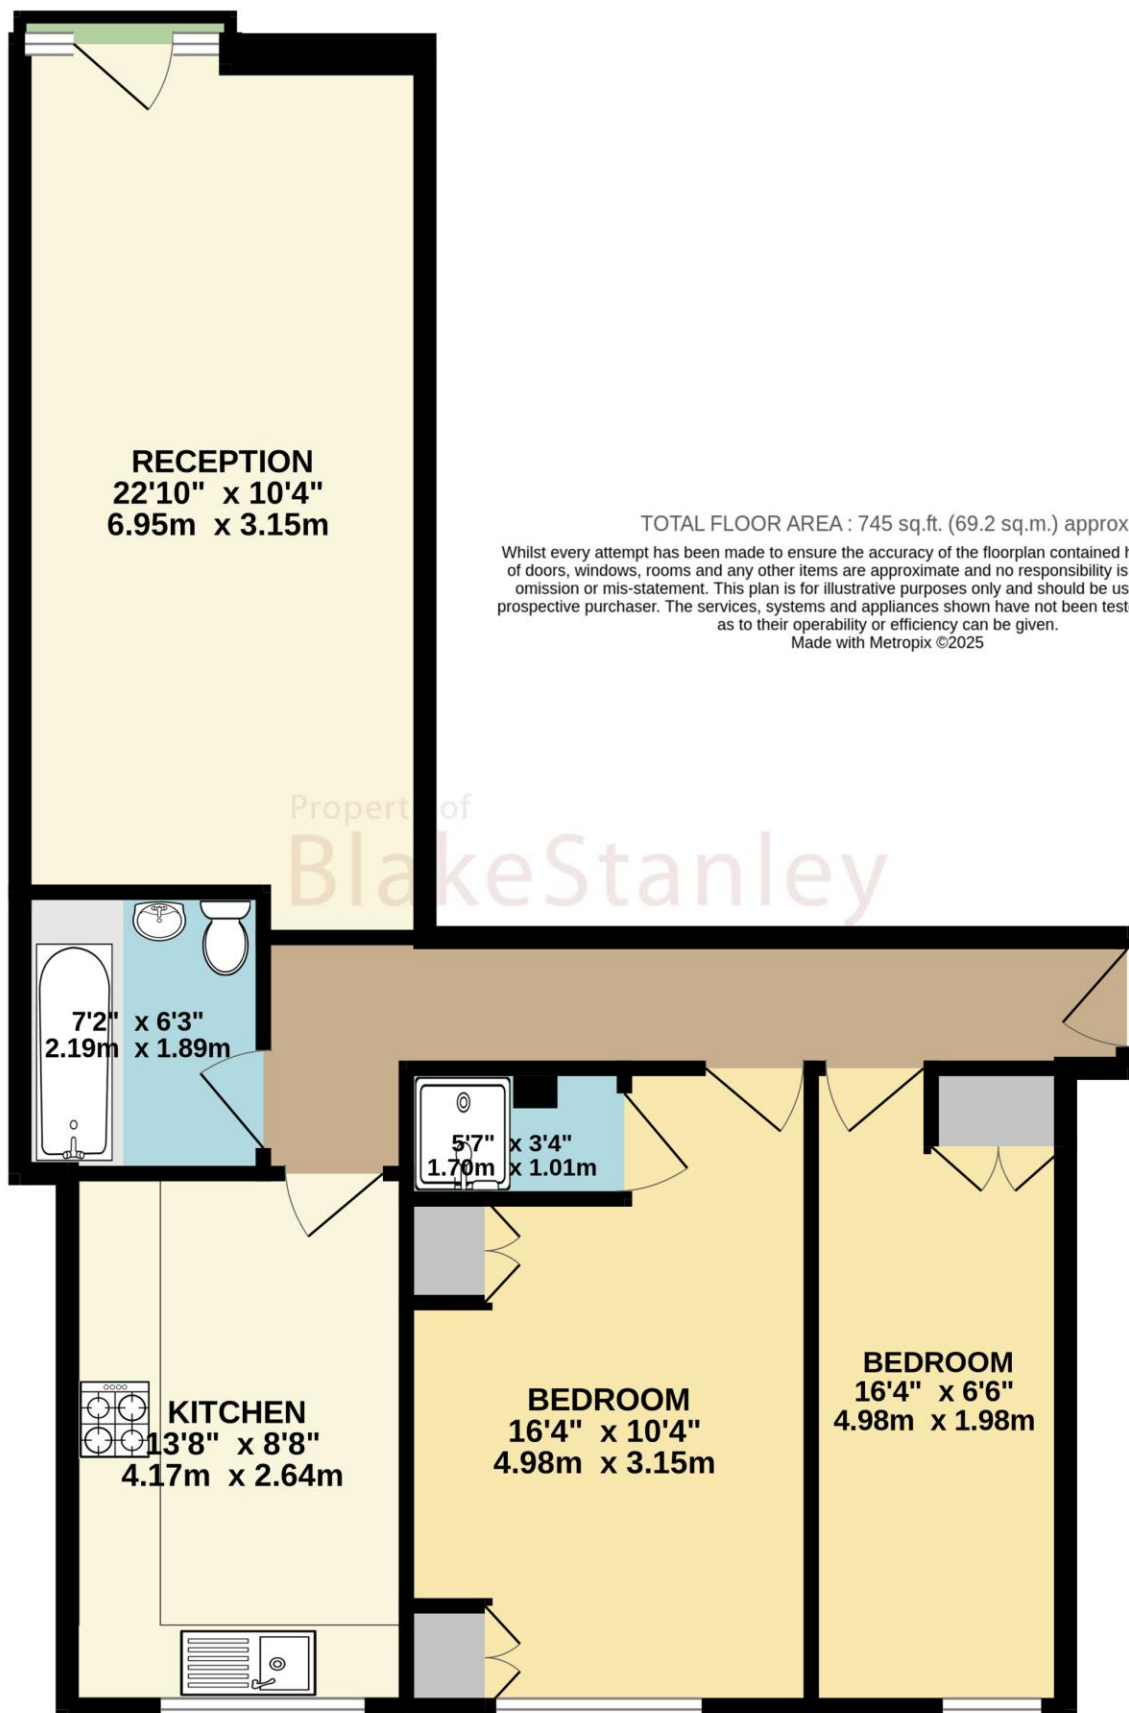 RECEPTION
22'10" x 10'4"
6.95m x 3.15m
TOTAL FLOOR AREA : 745 sq.ft. (69.2 sq.m.) approx
Whilst every attempt has been made to ensure the accuracy of the floorplan contained
of doors, windows, rooms and any other items are approximate and no responsibility is
omission or mis-statement. This plan is for illustrative purposes only and should be
prospective purchaser. The services, systems and appliances shown have not been
as to their operability or efficiency can be given.
Made with Metropix ©2025
Property of
BlakeStanley
7'2" x 6'3"
2.19m x 1.89m
5'7" x 3'4"
1.70m x 1.01m
KITCHEN
13'8" x 8'8"
4.17m x 2.64m
BEDROOM
16'4" x 10'4"
4.98m x 3.15m
BEDROOM
16'4" x 6'6"
4.98m x 1.98m